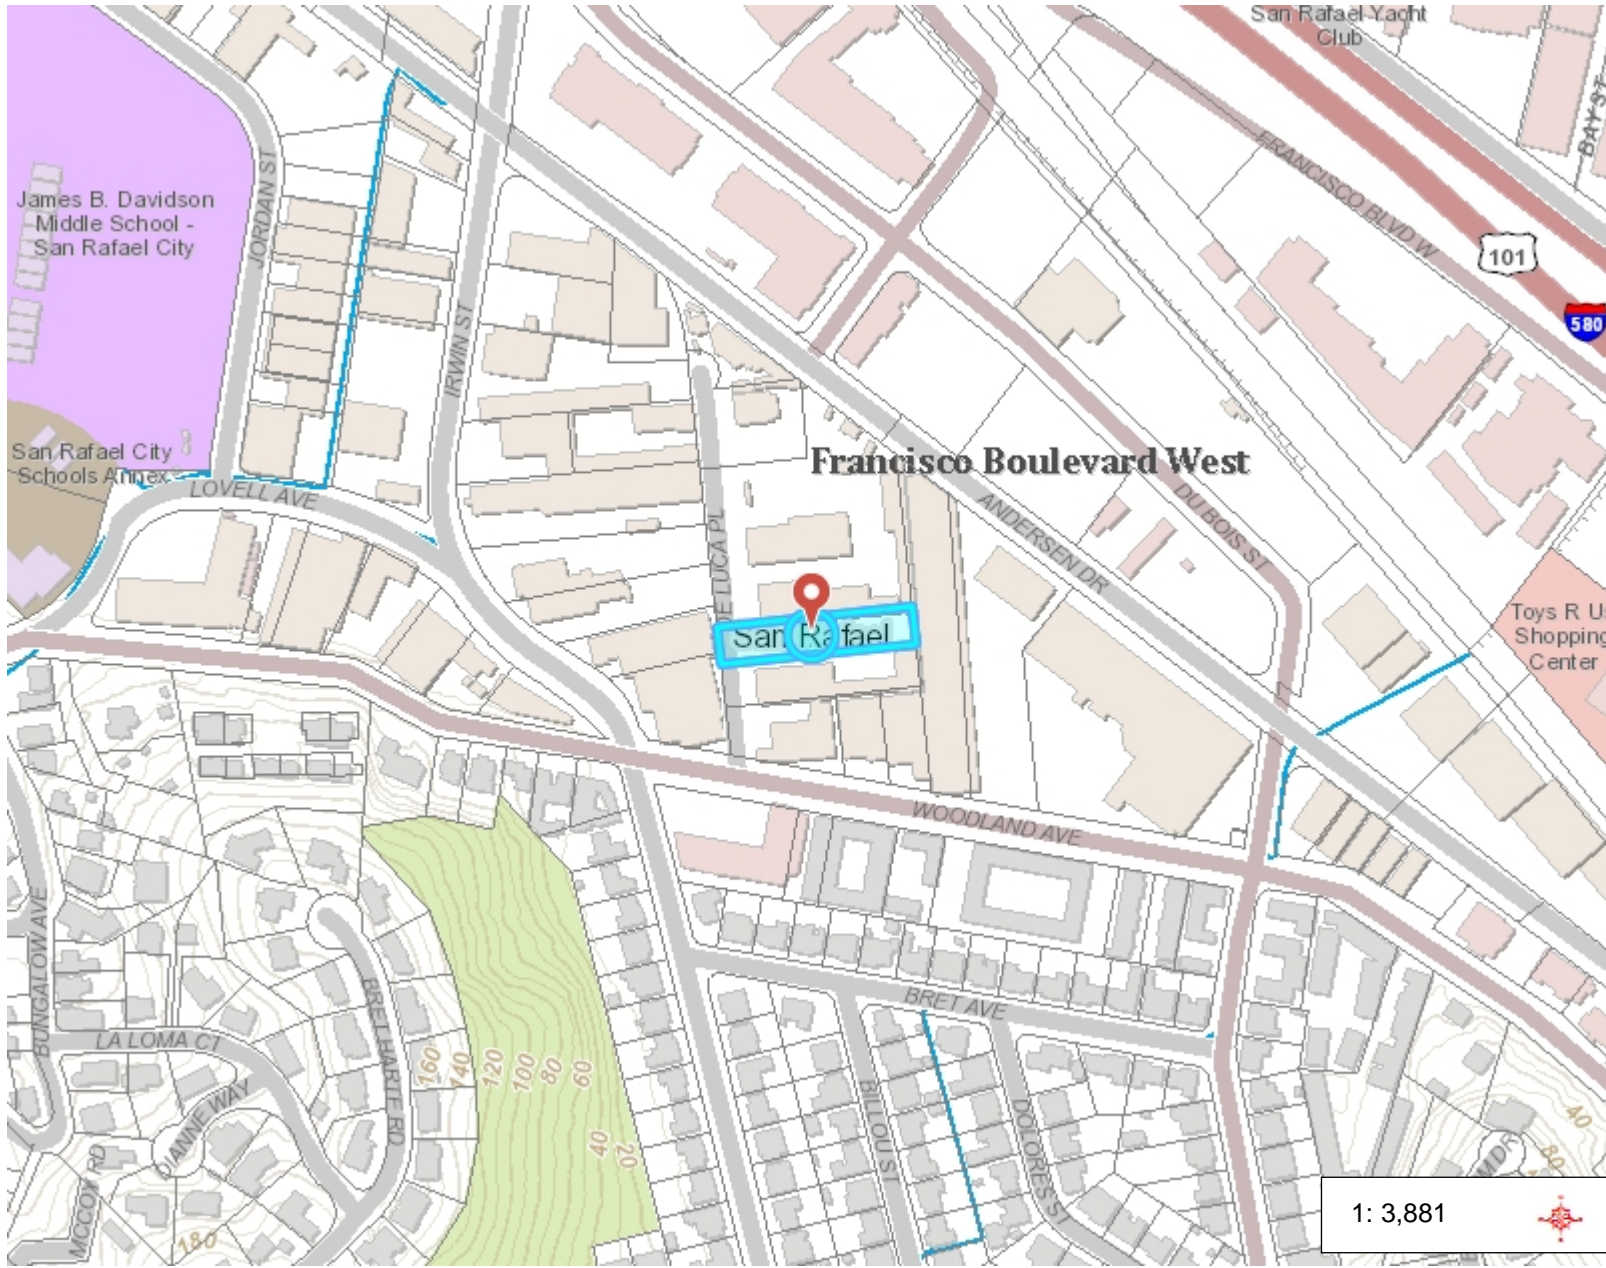 San Rafael Yacht
Club
BAY ST
FRANCISCO BLVD W
101
580
James B. Davidson
Middle School -
San Rafael City
JORDAN ST
IRWIN ST
San Rafael City
Schools Annex
LOVELL AVE
Francisco Boulevard West
ANDERSEN DR
DU BOIS ST
E LUCA PL
San Rafael
Toys R Us
Shopping
Center
WOODLAND AVE
BUNGALOW AVE
BRET HARTE RD
BRET AVE
LA LOMA CT
DIANNE WAY
MCCOY RD
160
140
120
100
80
60
40
20
180
BILLOU ST
DOLORES ST
40
80
M DR
1: 3,881